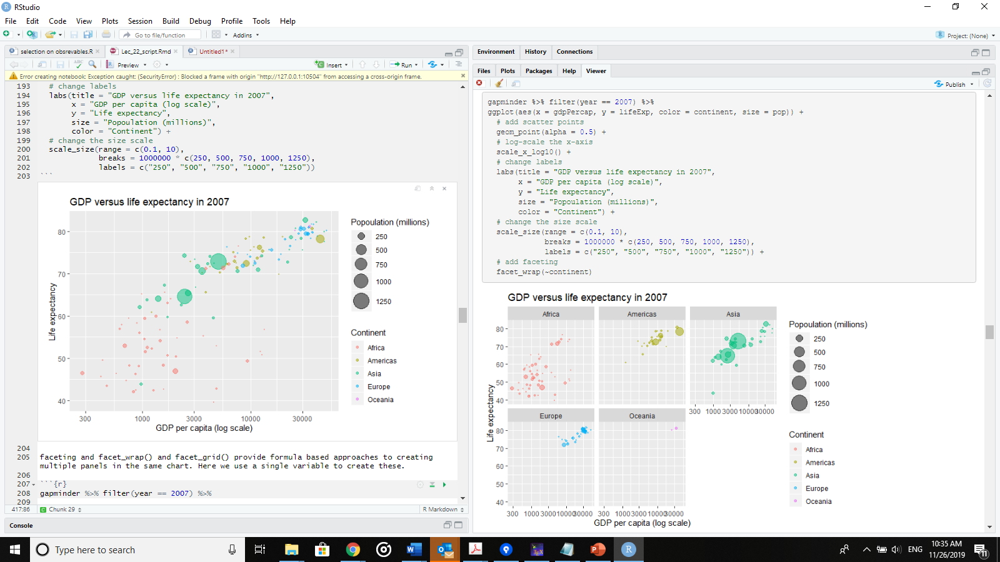 RStudio
File Edit Code View Plots Session Build Debug Profile Tools Help
Go to file/function Addins Project: (None)
selection on obsrevables.R Lec_22_script.Rmd Untitled1*
ABC Preview Insert Run
Error creating notebook: Exception caught: (SecurityError) : Blocked a frame with origin "http://127.0.0.1:10504" from accessing a cross-origin frame.
193 # change labels
194 labs(title = "GDP versus life expectancy in 2007",
195 x = "GDP per capita (log scale)",
196 y = "Life expectancy",
197 size = "Popoulation (millions)",
198 color = "Continent") +
199 # change the size scale
200 scale_size(range = c(0.1, 10),
201 breaks = 1000000 * c(250, 500, 750, 1000, 1250),
202 labels = c("250", "500", "750", "1000", "1250"))
203 ```
GDP versus life expectancy in 2007
Life expectancy
80
70
60
50
40
300 1000 3000 10000 30000
GDP per capita (log scale)
Popoulation (millions)
250
500
750
1000
1250
Continent
Africa
Americas
Asia
Europe
Oceania
204
205 faceting and facet_wrap() and facet_grid() provide formula based approaches to creating
multiple panels in the same chart. Here we use a single variable to create these.
206
207 ```{r}
208 gapminder %>% filter(year == 2007) %>%
209
417:86 Chunk 29 R Markdown
Console
Environment History Connections
Files Plots Packages Help Viewer
Publish
gapminder %>% filter(year == 2007) %>%
ggplot(aes(x = gdpPercap, y = lifeExp, color = continent, size = pop)) +
# add scatter points
geom_point(alpha = 0.5) +
# log-scale the x-axis
scale_x_log10() +
# change labels
labs(title = "GDP versus life expectancy in 2007",
x = "GDP per capita (log scale)",
y = "Life expectancy",
size = "Popoulation (millions)",
color = "Continent") +
# change the size scale
scale_size(range = c(0.1, 10),
breaks = 1000000 * c(250, 500, 750, 1000, 1250),
labels = c("250", "500", "750", "1000", "1250")) +
# add faceting
facet_wrap(~continent)
GDP versus life expectancy in 2007
Africa Americas Asia
80
70
60
50
40
300 1000 3000 10000 30000
Europe Oceania
80
70
60
50
40
300 1000 3000 10000 30000 300 1000 3000 10000 30000
Life expectancy
GDP per capita (log scale)
Popoulation (millions)
250
500
750
1000
1250
Continent
Africa
Americas
Asia
Europe
Oceania
Type here to search
ENG
10:35 AM
11/26/2019
11